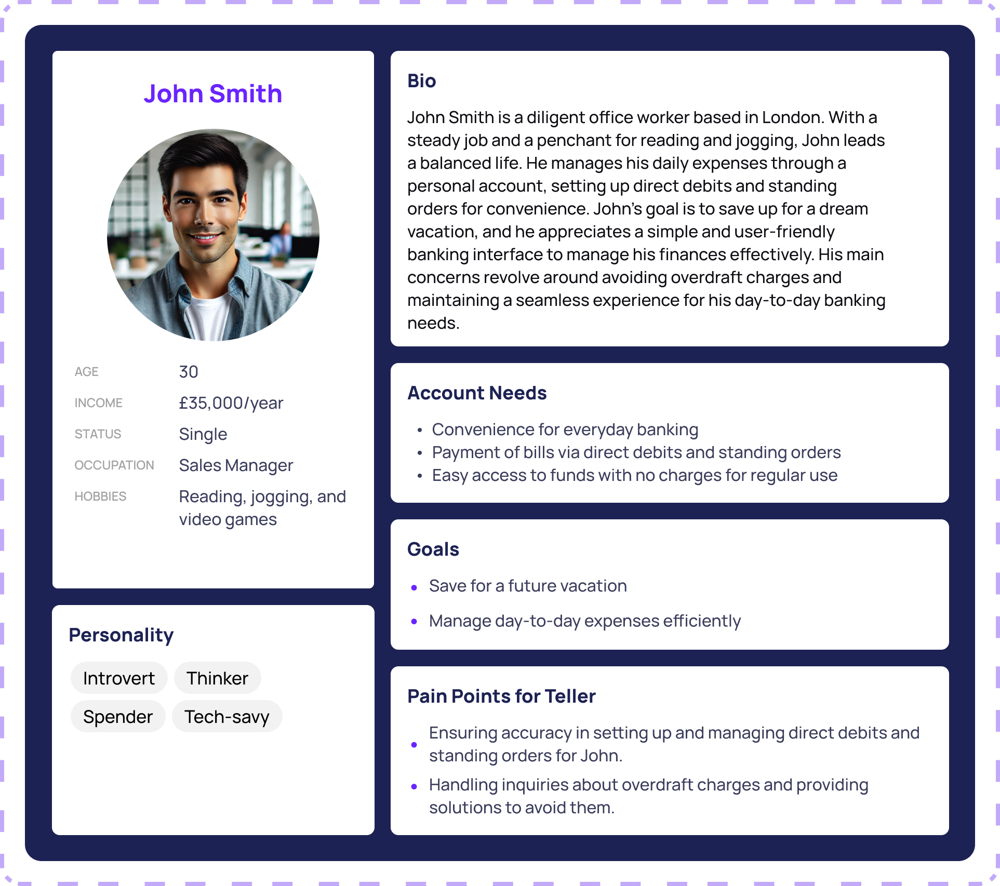 John Smith
AGE 30
INCOME £35,000/year
STATUS Single
OCCUPATION Sales Manager
HOBBIES Reading, jogging, and
video games
Personality
Introvert Thinker
Spender Tech-savy
Bio
John Smith is a diligent office worker based in London. With a
steady job and a penchant for reading and jogging, John leads
a balanced life. He manages his daily expenses through a
personal account, setting up direct debits and standing
orders for convenience. John’s goal is to save up for a dream
vacation, and he appreciates a simple and user-friendly
banking interface to manage his finances effectively. His main
concerns revolve around avoiding overdraft charges and
maintaining a seamless experience for his day-to-day banking
needs.
Account Needs
• Convenience for everyday banking
• Payment of bills via direct debits and standing orders
• Easy access to funds with no charges for regular use
Goals
• Save for a future vacation
• Manage day-to-day expenses efficiently
Pain Points for Teller
• Ensuring accuracy in setting up and managing direct debits and
standing orders for John.
• Handling inquiries about overdraft charges and providing
solutions to avoid them.